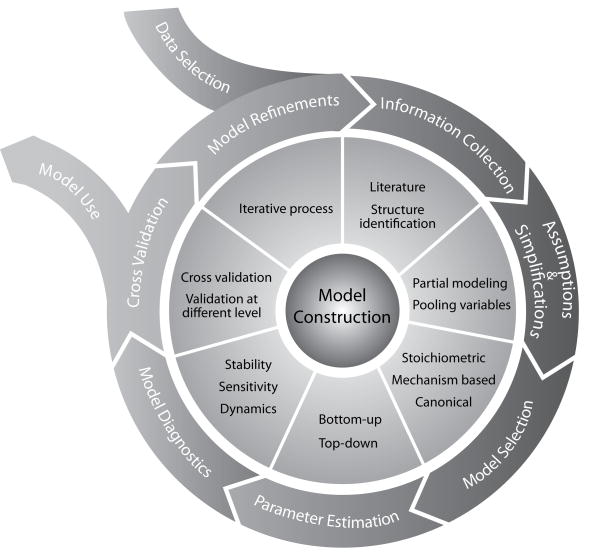 Data Selection
Model Refinements
Information Collection
Assumptions
&
Simplifications
Model Selection
Parameter Estimation
Model Diagnostics
Cross Validation
Model Use
Iterative process
Literature
Structure
identification
Partial modeling
Pooling variables
Stoichiometric
Mechanism based
Canonical
Bottom-up
Top-down
Stability
Sensitivity
Dynamics
Cross validation
Validation at
different level
Model
Construction